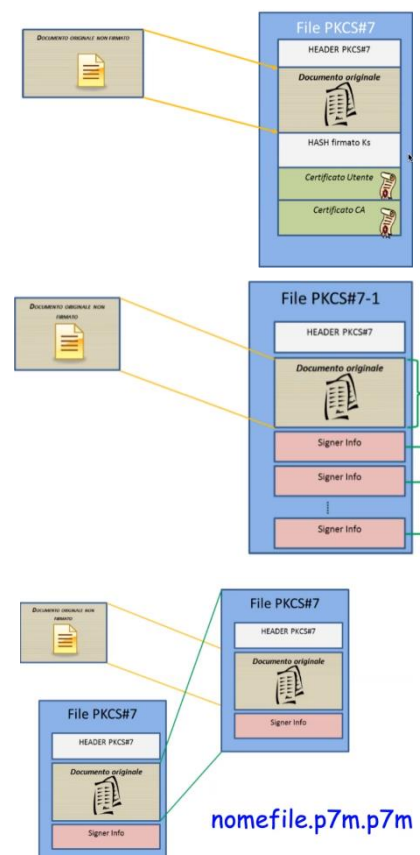 File PKCS#7
DOCUMENTO ORIGINALE NON FIRMATO
HEADER PKCS#7
Documento originale
HASH firmato Ks
Certificato Utente
Certificato CA
File PKCS#7-1
DOCUMENTO ORIGINALE NON
FIRMATO
HEADER PKCS#7
Documento originale
Signer Info
Signer Info
Signer Info
File PKCS#7
DOCUMENTO ORIGINALE NON
FIRMATO
HEADER PKCS#7
Documento originale
Signer Info
File PKCS#7
HEADER PKCS#7
Documento originale
Signer Info
nomefile.p7m.p7m